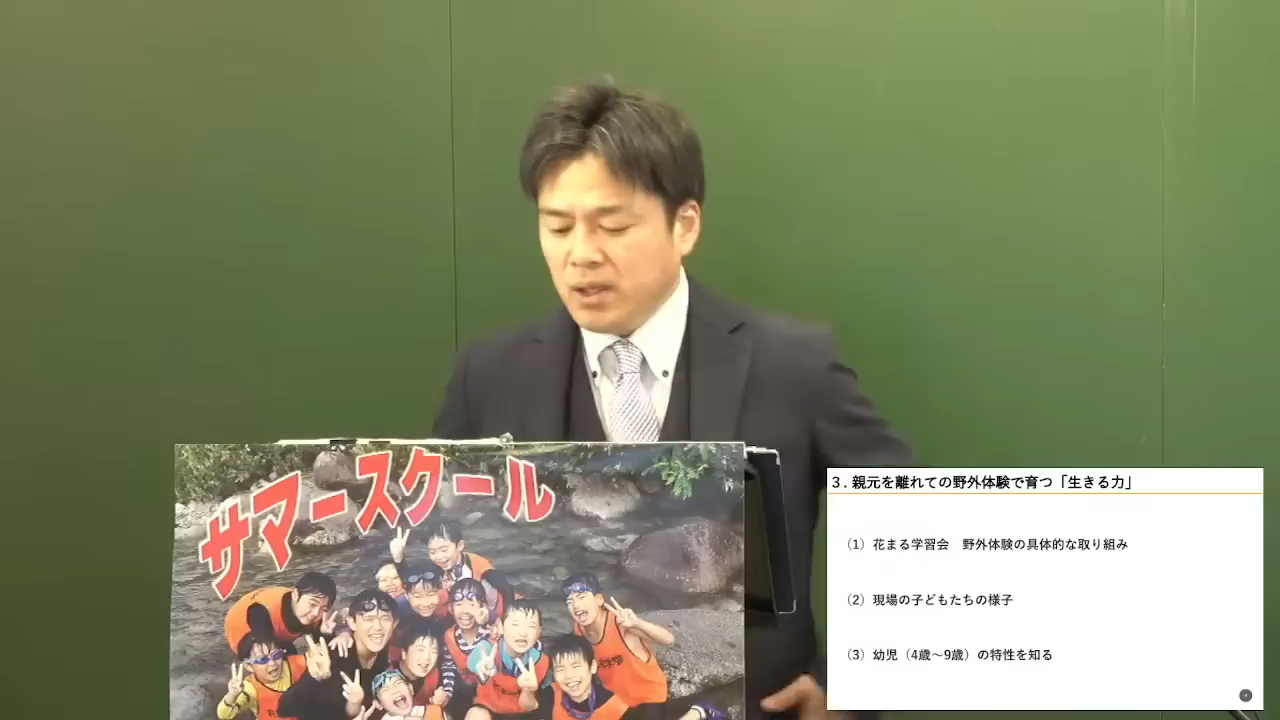 サマースクール
3. 親元を離れての野外体験で育つ「生きる力」
(1) 花まる学習会　野外体験の具体的な取り組み
(2) 現場の子どもたちの様子
(3) 幼児（4歳～9歳）の特性を知る